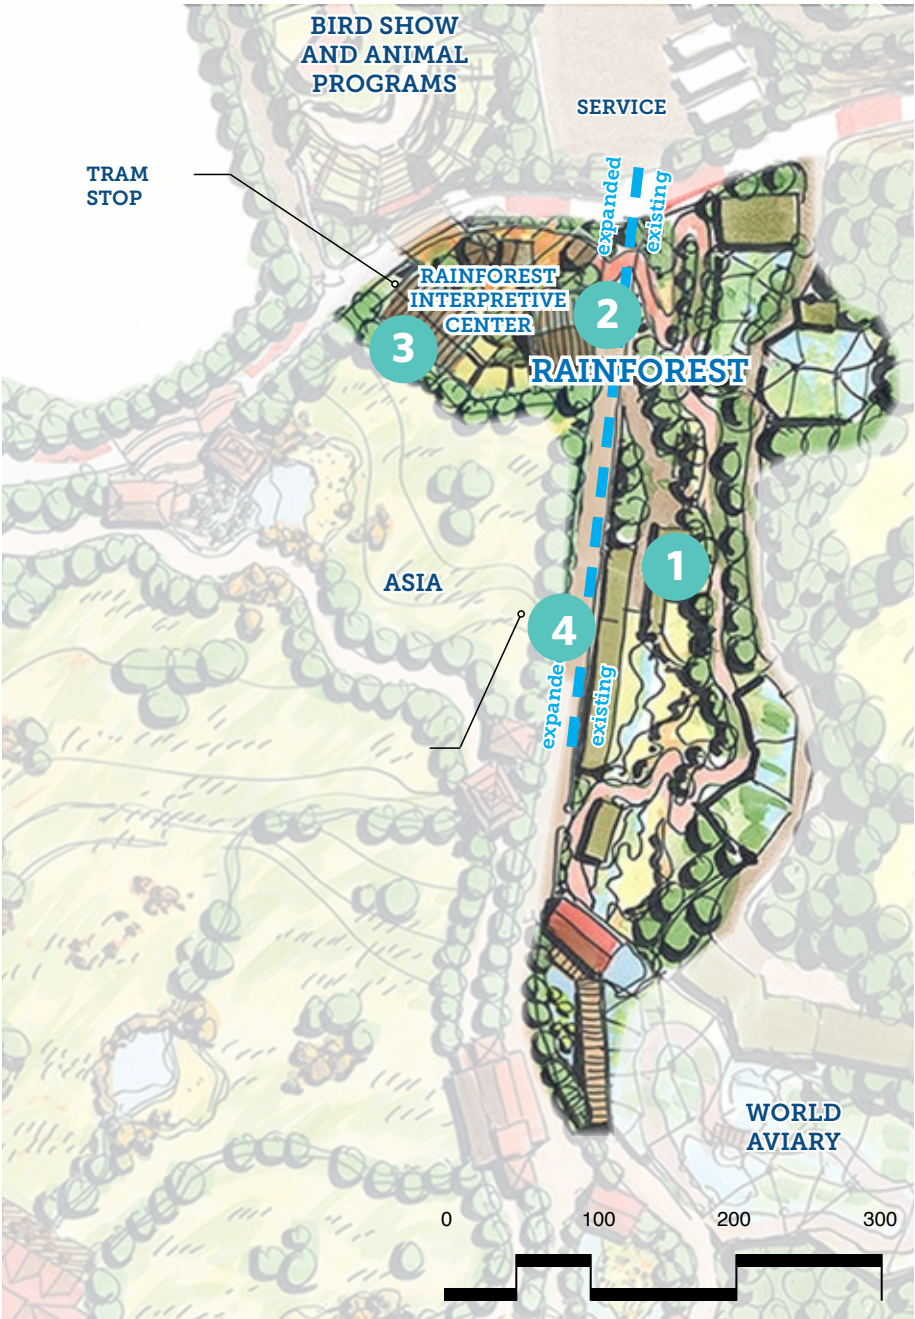 BIRD SHOW
AND ANIMAL
PROGRAMS
SERVICE
TRAM
STOP
expanded
existing
RAINFOREST
INTERPRETIVE
CENTER
2
3
RAINFOREST
1
ASIA
4
expanded
existing
WORLD
AVIARY
0 100 200 300